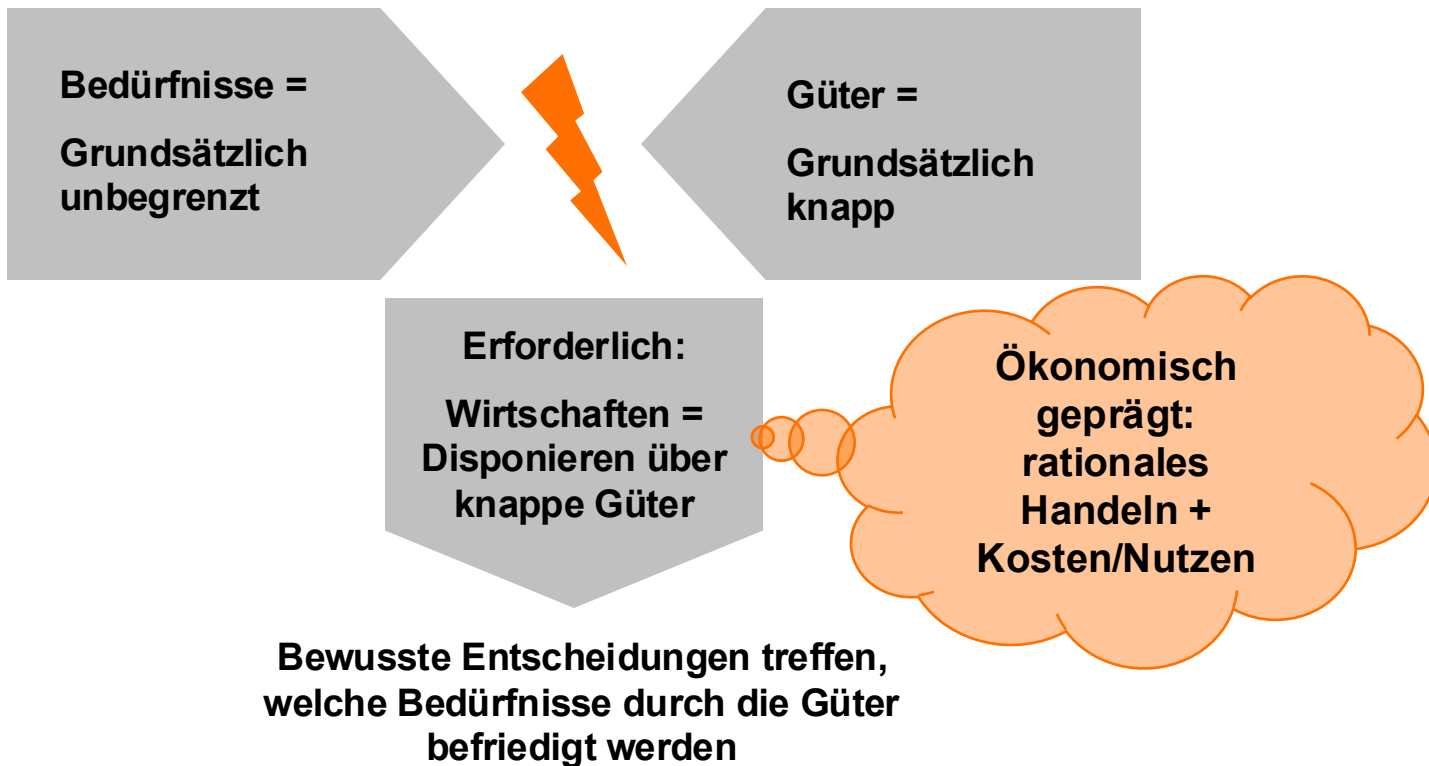 Bedürfnisse =
Grundsätzlich
unbegrenzt
Güter =
Grundsätzlich
knapp
Erforderlich:
Wirtschaften =
Disponieren über
knappe Güter
Ökonomisch
geprägt:
rationales
Handeln +
Kosten/Nutzen
Bewusste Entscheidungen treffen,
welche Bedürfnisse durch die Güter
befriedigt werden